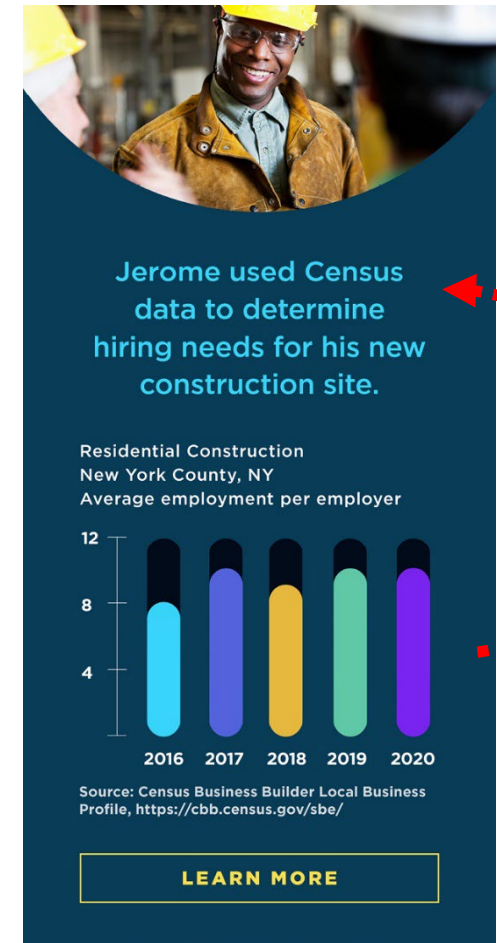 Jerome used Census
data to determine
hiring needs for his new
construction site.
Residential Construction
New York County, NY
Average employment per employer
12
8
4
2016 2017 2018 2019 2020
Source: Census Business Builder Local Business
Profile, https://cbb.census.gov/sbe/
LEARN MORE